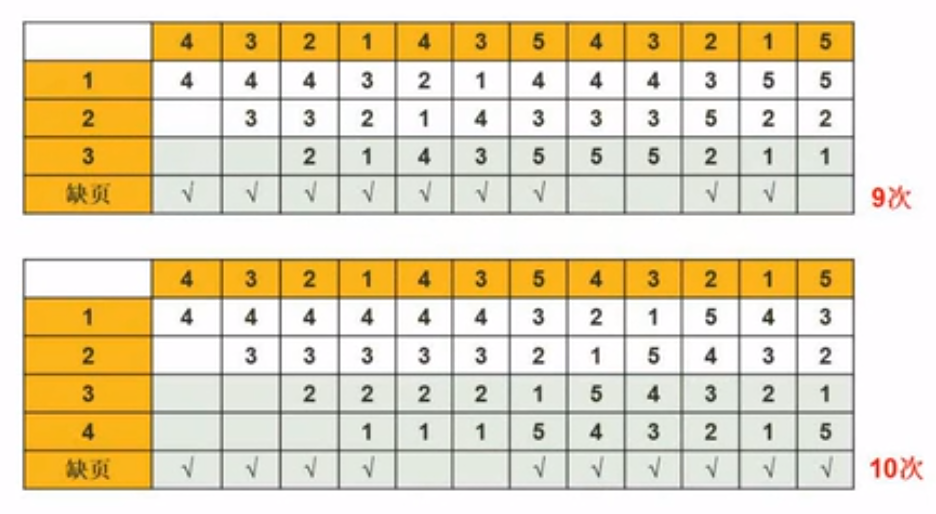 4 3 2 1 4 3 5 4 3 2 1 5
1 4 4 4 3 2 1 4 4 4 3 5 5
2 3 3 2 1 4 3 3 3 5 2 2
3 2 1 4 3 5 5 5 2 1 1
缺页 √ √ √ √ √ √ √ √ √ 9次
4 3 2 1 4 3 5 4 3 2 1 5
1 4 4 4 4 4 4 3 2 1 5 4 3
2 3 3 3 3 3 2 1 5 4 3 2
3 2 2 2 2 1 5 4 3 2 1
4 1 1 1 5 4 3 2 1 5
缺页 √ √ √ √ √ √ √ √ √ √ 10次